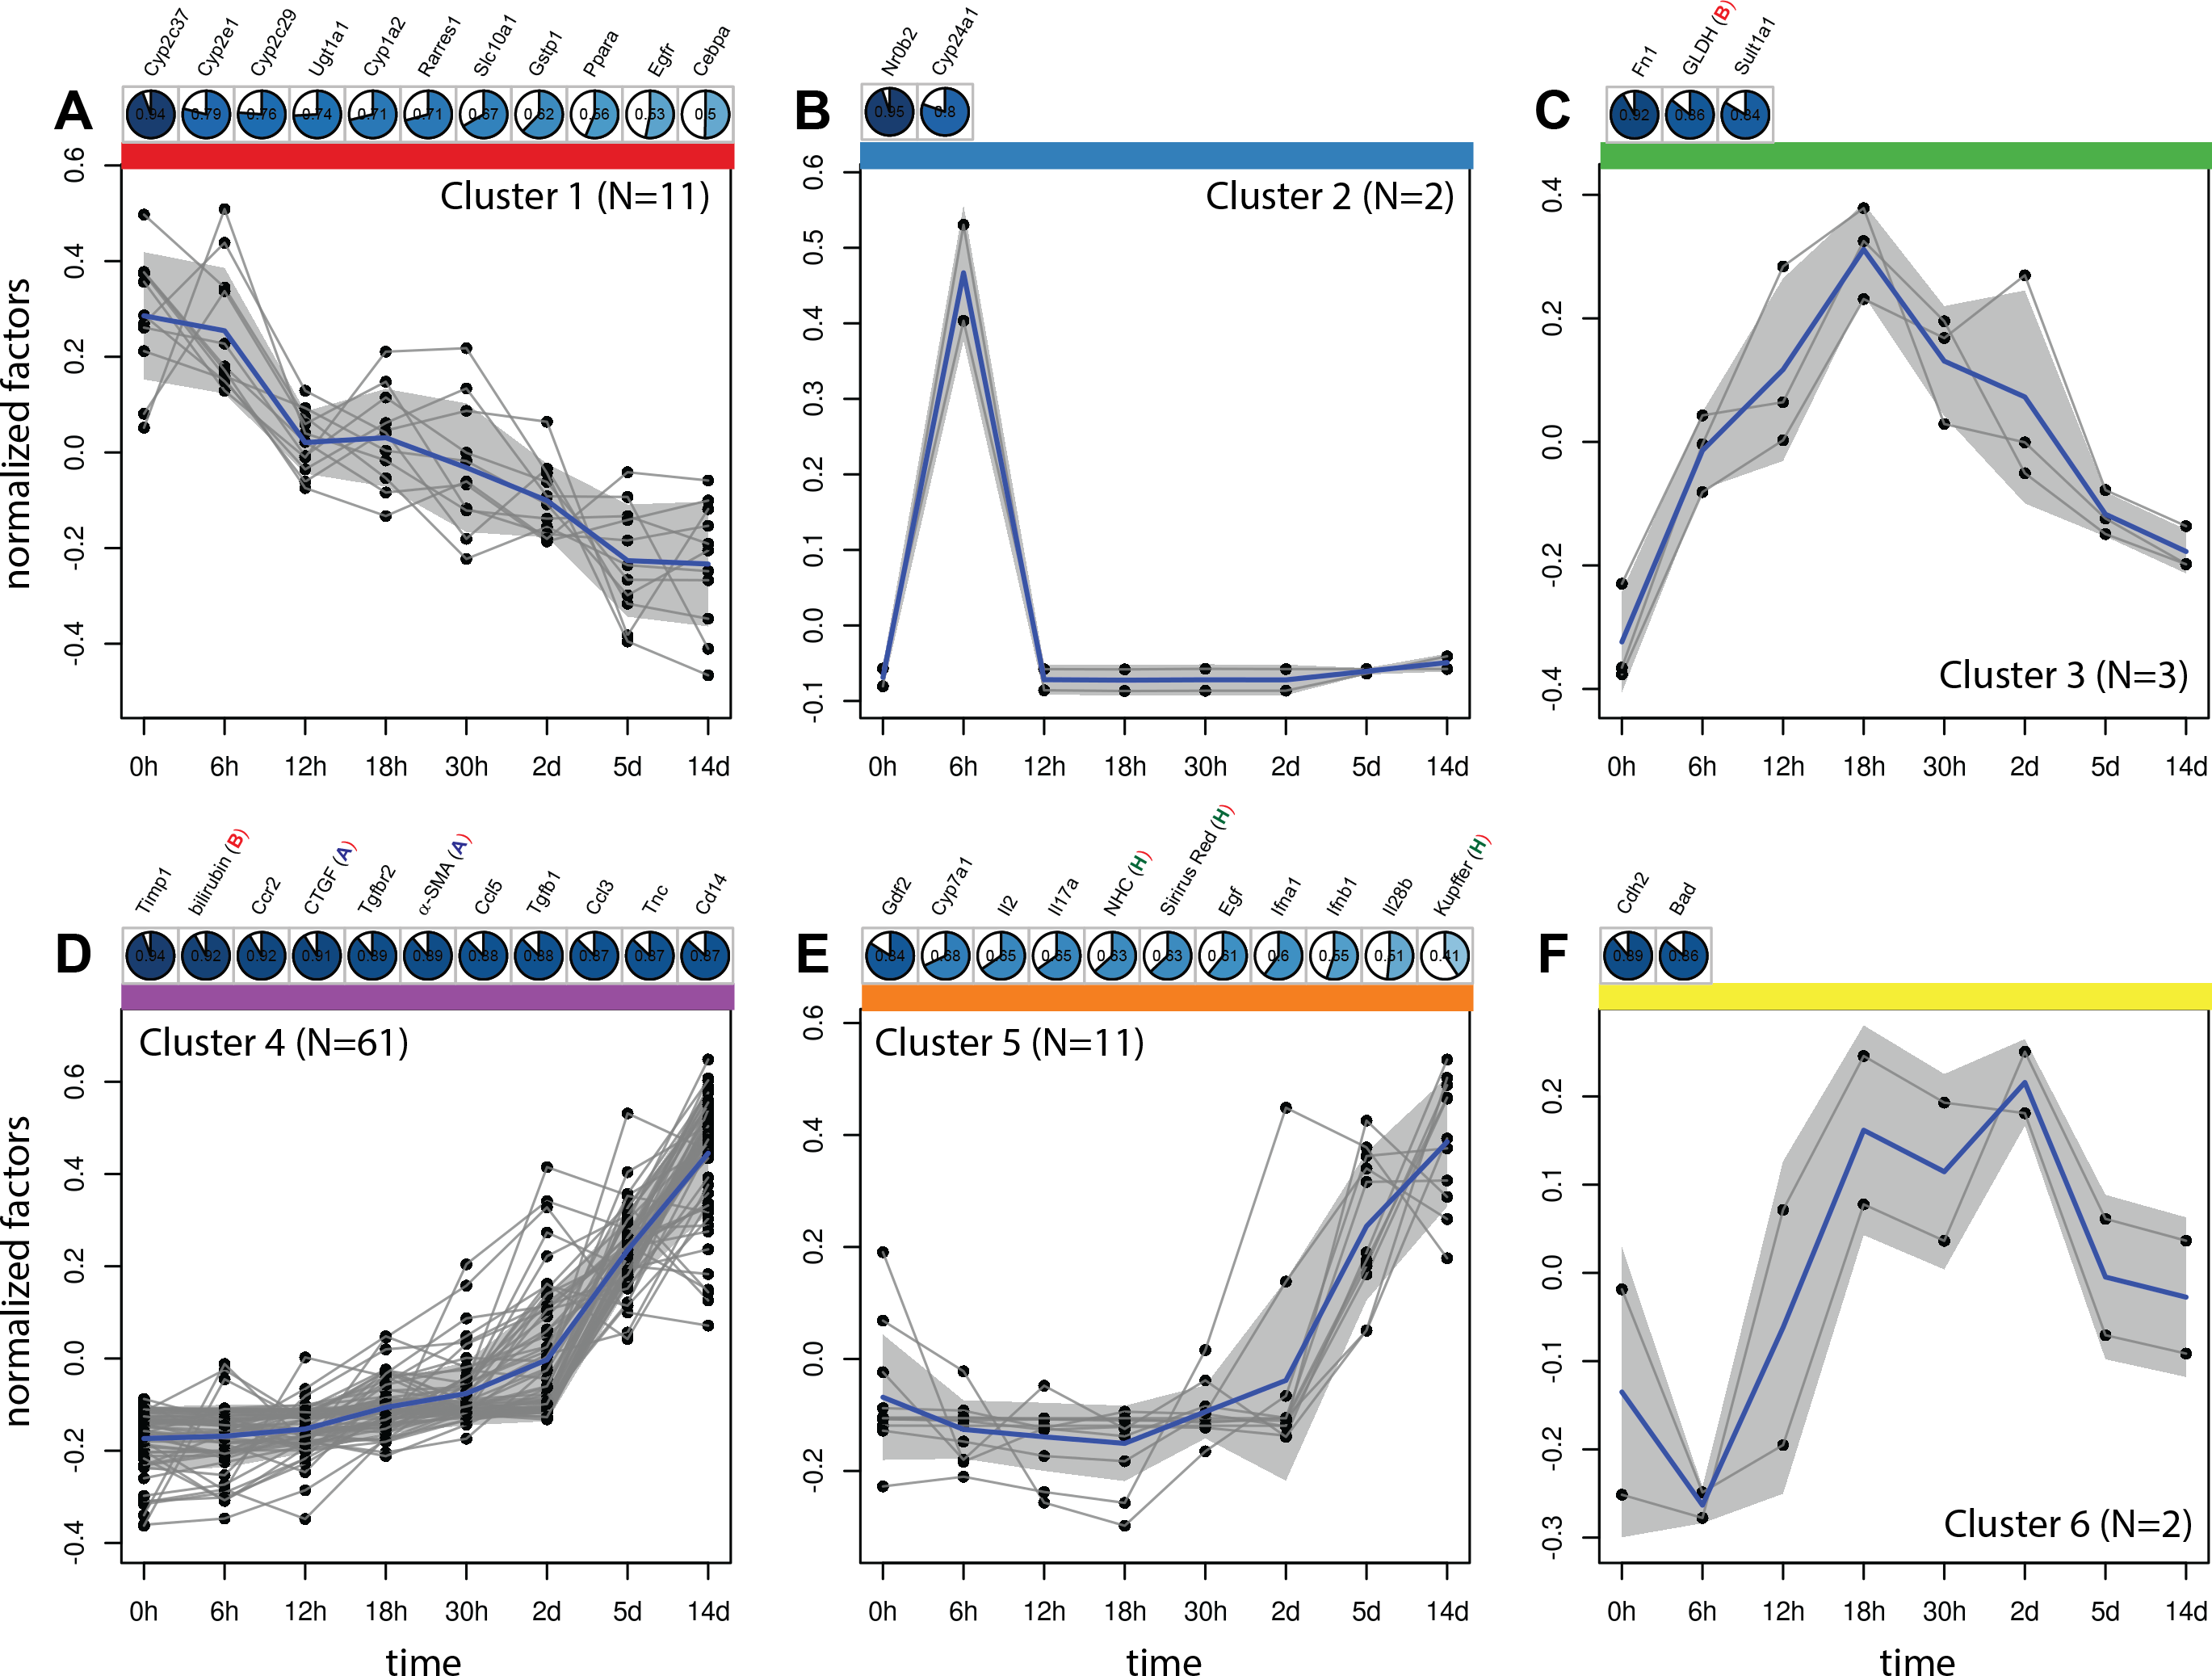 Cyp2c37 Cyp2e1 Cyp2c29 Ugt1a1 Cyp1a2 Rarres1 Slc10a1 Gstp1 Ppara Egfr Cebpa
A 0.94 0.79 0.76 0.74 0.71 0.71 0.67 0.62 0.56 0.53 0.5
Cluster 1 (N=11)
normalized factors
0.6
0.4
0.2
0.0
-0.2
-0.4
0h 6h 12h 18h 30h 2d 5d 14d
Nr0b2 Cyp24a1
B 0.95 0.8
Cluster 2 (N=2)
0.6
0.5
0.4
0.3
0.2
0.1
0.0
-0.1
0h 6h 12h 18h 30h 2d 5d 14d
Fn1 GLDH (B) Sult1a1
C 0.92 0.86 0.84
0.4
0.2
0.0
-0.2
-0.4
Cluster 3 (N=3)
0h 6h 12h 18h 30h 2d 5d 14d
Timp1 bilirubin (B) Ccr2 CTGF (A) Tgfbr2 α-SMA (A) Ccl5 Tgfb1 Ccl3 Tnc Cd14
D 0.94 0.92 0.92 0.91 0.89 0.89 0.88 0.88 0.87 0.87 0.87
Cluster 4 (N=61)
normalized factors
0.6
0.4
0.2
0.0
-0.2
-0.4
0h 6h 12h 18h 30h 2d 5d 14d
time
Gdf2 Cyp7a1 Il2 Il17a NHC (H) Sirirus Red (H) Egf Ifna1 Ifnb1 Il28b Kupffer (H)
E 0.84 0.68 0.65 0.65 0.63 0.63 0.61 0.6 0.55 0.51 0.41
Cluster 5 (N=11)
0.6
0.4
0.2
0.0
-0.2
0h 6h 12h 18h 30h 2d 5d 14d
time
Cdh2 Bad
F 0.89 0.86
0.2
0.1
0.0
-0.1
-0.2
-0.3
Cluster 6 (N=2)
0h 6h 12h 18h 30h 2d 5d 14d
time